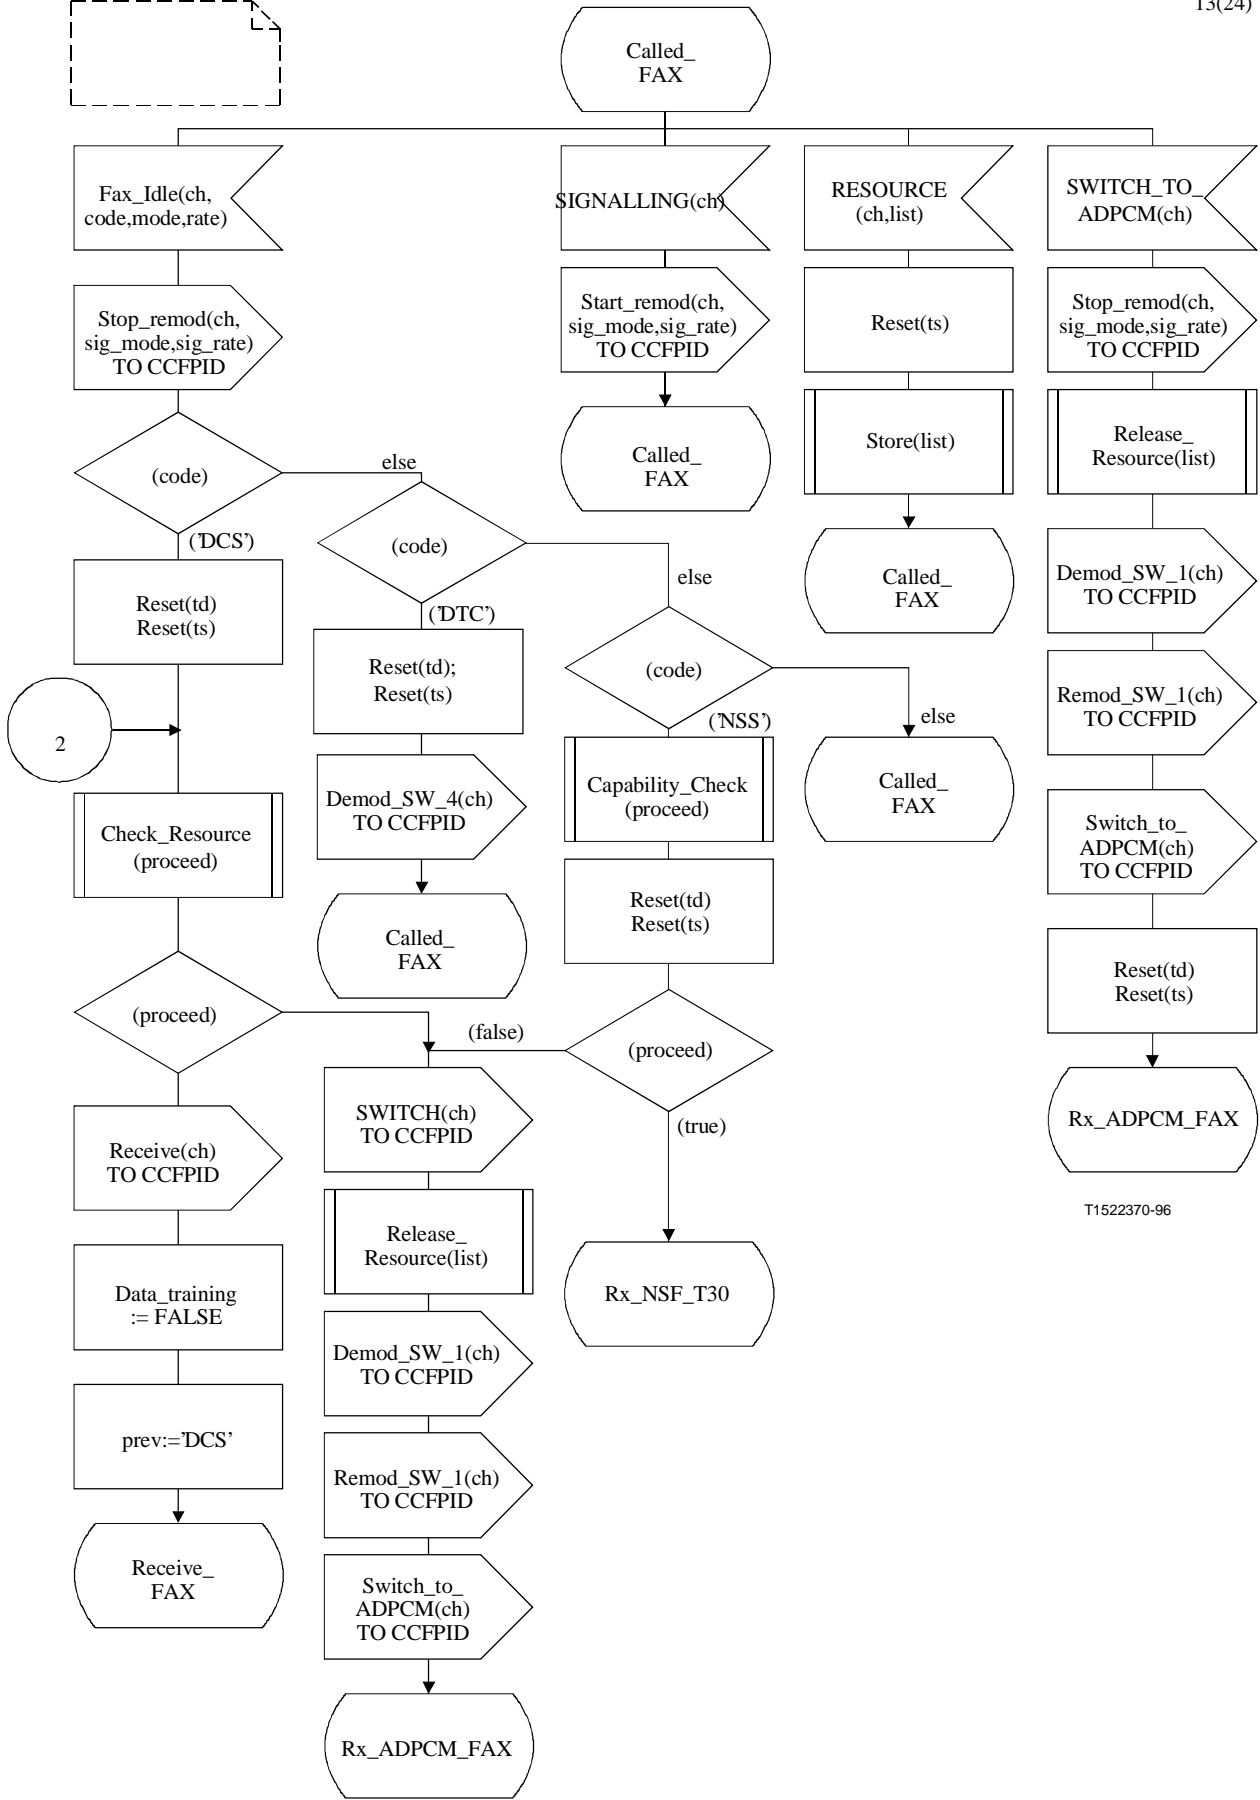 13(24)
Called_
FAX
Fax_Idle(ch,
code,mode,rate)
SIGNALLING(ch)
RESOURCE
(ch,list)
SWITCH_TO_
ADPCM(ch)
Stop_remod(ch,
sig_mode,sig_rate)
TO CCFPID
Start_remod(ch,
sig_mode,sig_rate)
TO CCFPID
Reset(ts)
Stop_remod(ch,
sig_mode,sig_rate)
TO CCFPID
(code)
else
Called_
FAX
Store(list)
Release_
Resource(list)
('DCS')
(code)
else
Called_
FAX
Demod_SW_1(ch)
TO CCFPID
Reset(td)
Reset(ts)
('DTC')
Reset(td);
Reset(ts)
(code)
else
('NSS')
Remod_SW_1(ch)
TO CCFPID
2
Demod_SW_4(ch)
TO CCFPID
Capability_Check
(proceed)
Called_
FAX
Check_Resource
(proceed)
Switch_to_
ADPCM(ch)
TO CCFPID
Called_
FAX
Reset(td)
Reset(ts)
Reset(td)
Reset(ts)
(proceed)
(false)
(proceed)
(true)
SWITCH(ch)
TO CCFPID
Rx_ADPCM_FAX
Receive(ch)
TO CCFPID
T1522370-96
Release_
Resource(list)
Rx_NSF_T30
Data_training
:= FALSE
Demod_SW_1(ch)
TO CCFPID
prev:='DCS'
Remod_SW_1(ch)
TO CCFPID
Receive_
FAX
Switch_to_
ADPCM(ch)
TO CCFPID
Rx_ADPCM_FAX